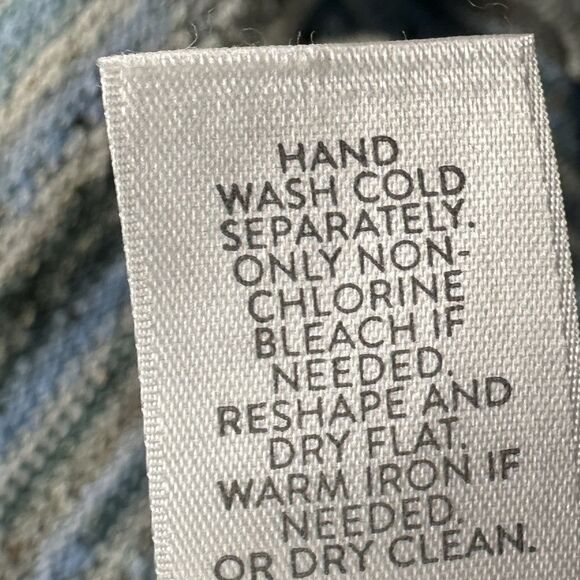 HAND
WASH COLD
SEPARATELY.
ONLY NON-
CHLORINE
BLEACH IF
NEEDED.
RESHAPE AND
DRY FLAT.
WARM IRON IF
NEEDED.
OR DRY CLEAN.